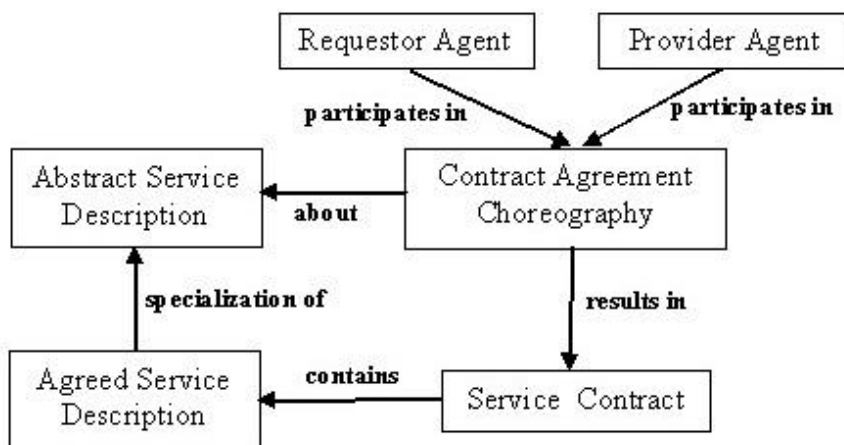 Requestor Agent
Provider Agent
participates in
participates in
Abstract Service
Description
about
Contract Agreement
Choreography
specialization of
results in
Agreed Service
Description
contains
Service Contract